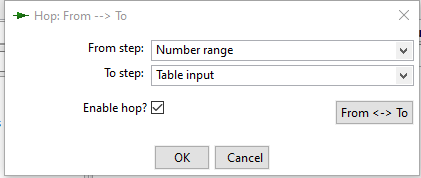 Hop: From --> To
From step: Number range
To step: Table input
Enable hop?
From <-> To
OK Cancel